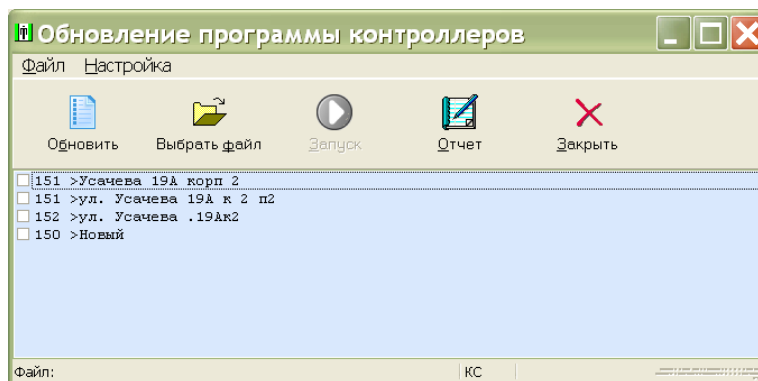 Обновление программы контроллеров
Файл Настройка
Обновить Выбрать файл Запуск Отчет Закрыть
151 >Усачева 19А корп 2
151 >ул. Усачева 19А к 2 п2
152 >ул. Усачева .19Ак2
150 >Новый
Файл: КС